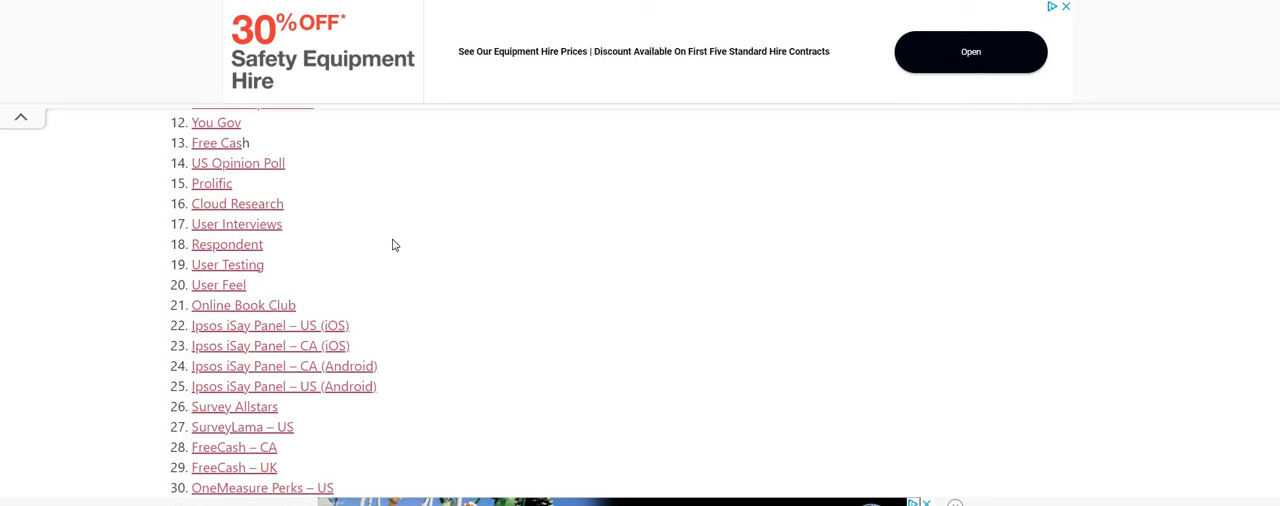 30%OFF*
Safety Equipment
Hire
See Our Equipment Hire Prices | Discount Available On First Five Standard Hire Contracts
Open
12. You Gov
13. Free Cash
14. US Opinion Poll
15. Prolific
16. Cloud Research
17. User Interviews
18. Respondent
19. User Testing
20. User Feel
21. Online Book Club
22. Ipsos iSay Panel – US (iOS)
23. Ipsos iSay Panel – CA (iOS)
24. Ipsos iSay Panel – CA (Android)
25. Ipsos iSay Panel – US (Android)
26. Survey Allstars
27. SurveyLama – US
28. FreeCash – CA
29. FreeCash – UK
30. OneMeasure Perks – US